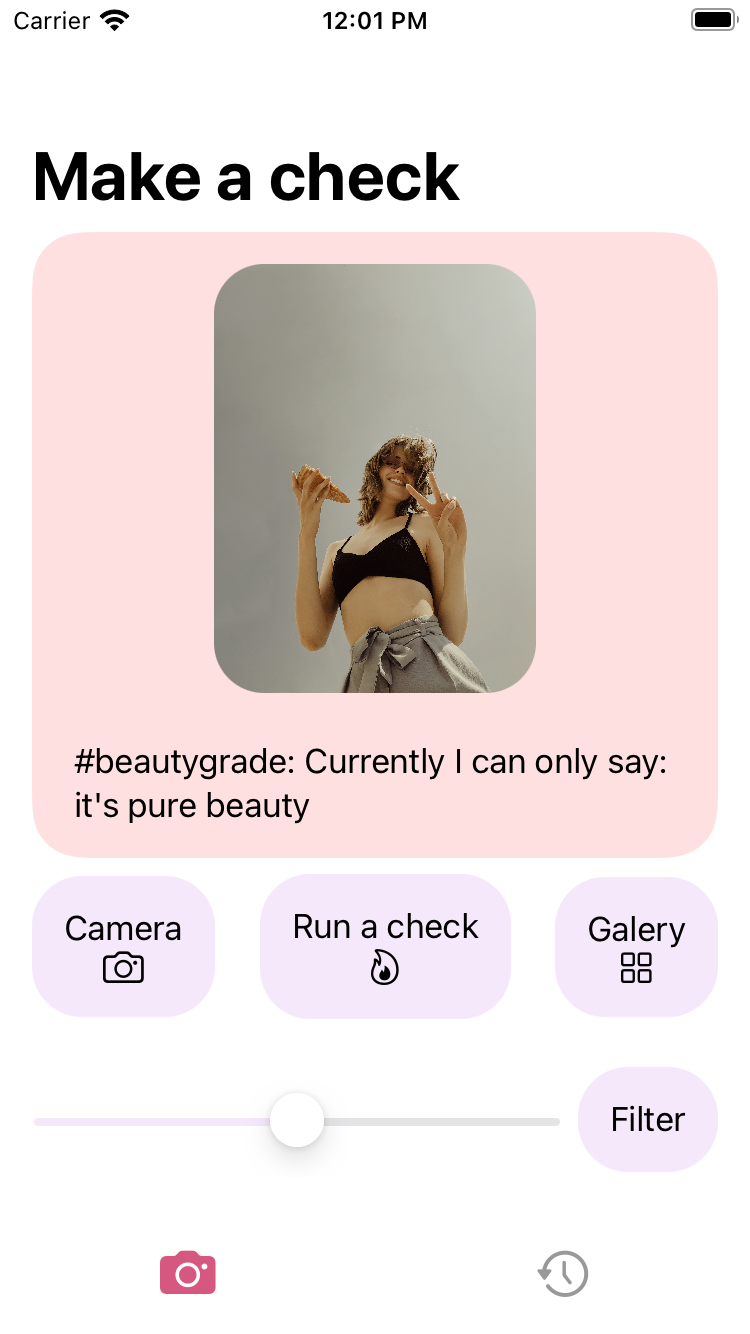 Carrier 12:01 PM
Make a check
#beautygrade: Currently I can only say:
it's pure beauty
Camera
Run a check
Galery
Filter